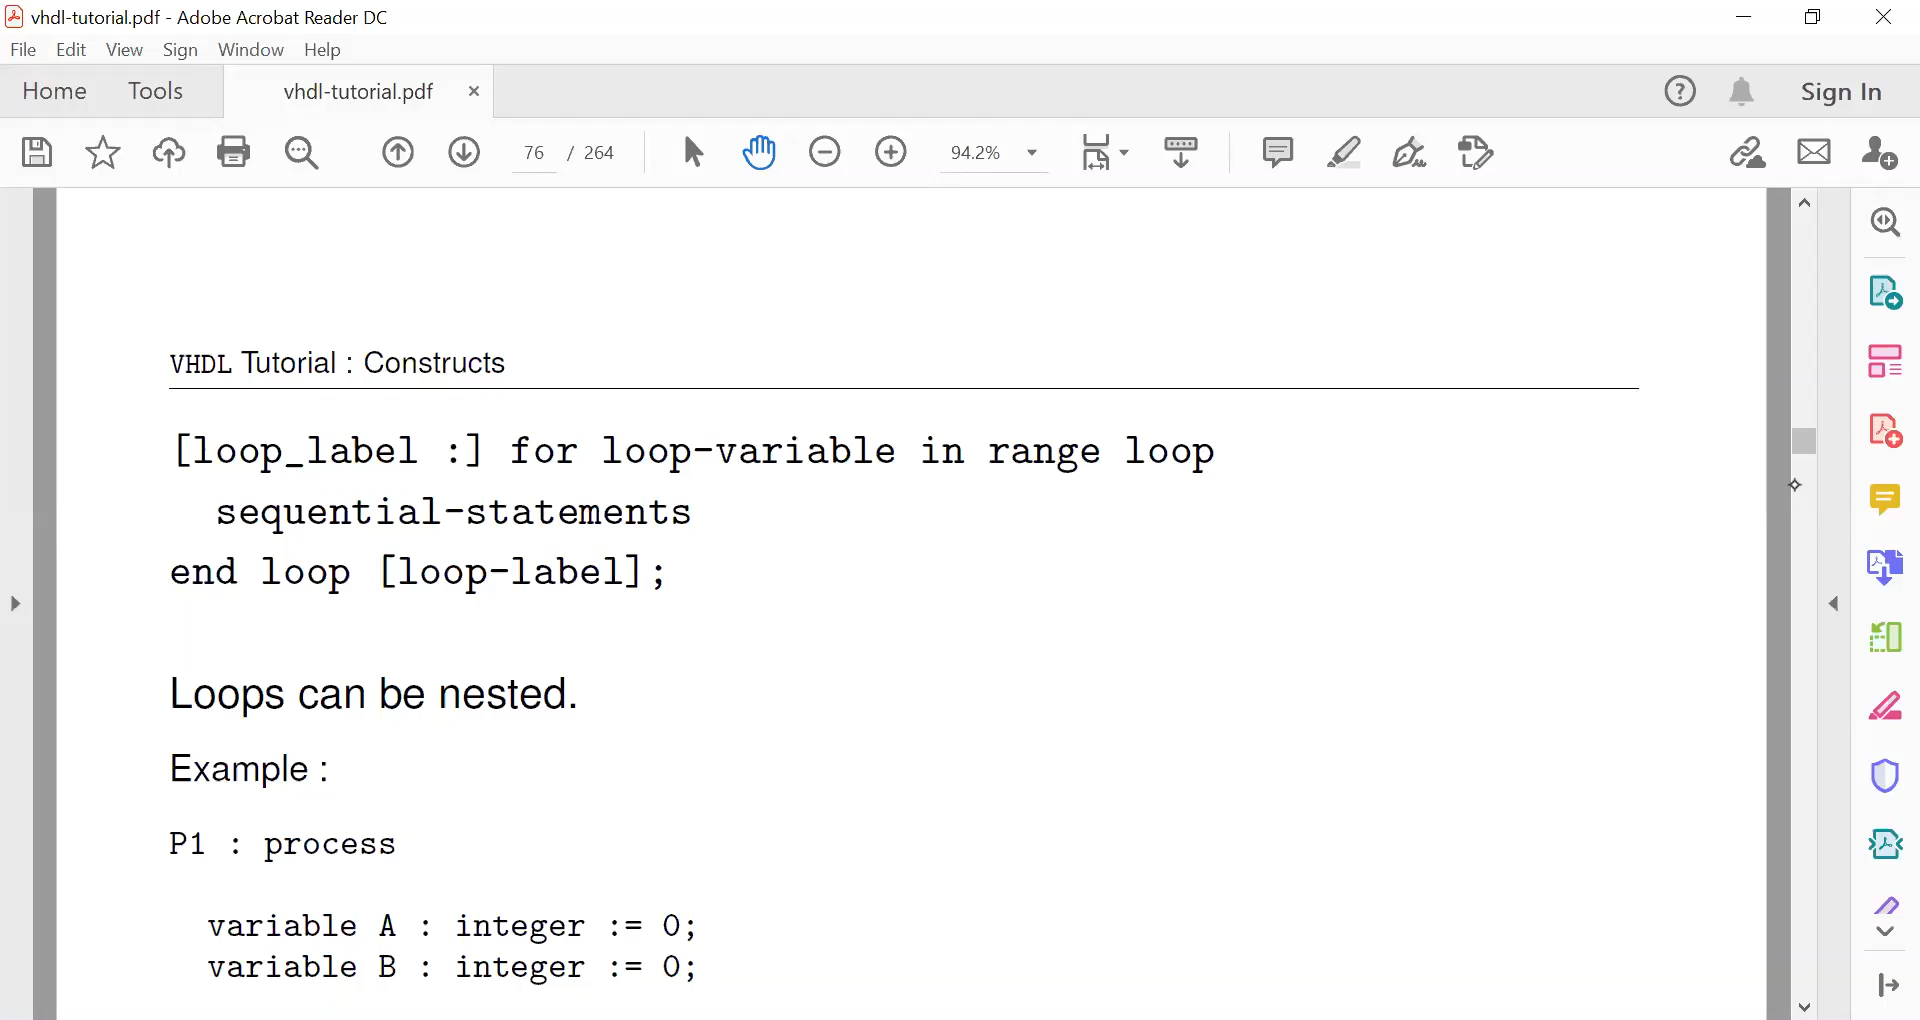 vhdl-tutorial.pdf - Adobe Acrobat Reader DC
File Edit View Sign Window Help
Home Tools vhdl-tutorial.pdf × Sign In
76 / 264 94.2%
VHDL Tutorial : Constructs
[loop_label :] for loop-variable in range loop
sequential-statements
end loop [loop-label];
Loops can be nested.
Example :
P1 : process
variable A : integer := 0;
variable B : integer := 0;